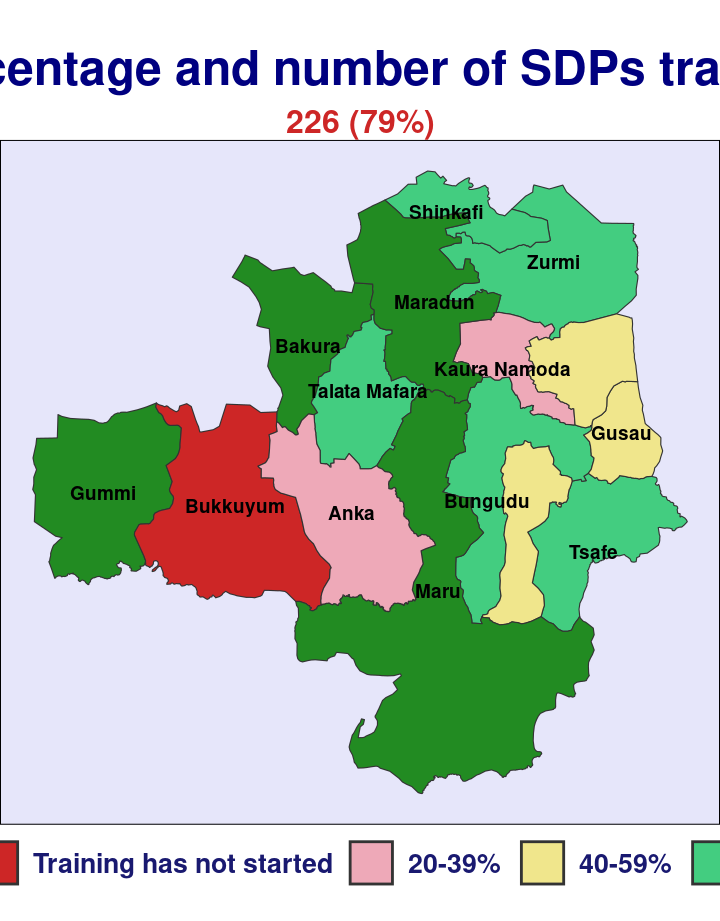 centage and number of SDPs tra
226 (79%)
Shinkafi
Zurmi
Maradun
Bakura
Kaura Namoda
Talata Mafara
Gusau
Gummi
Bukkuyum
Anka
Bungudu
Tsafe
Maru
Training has not started 20-39% 40-59%